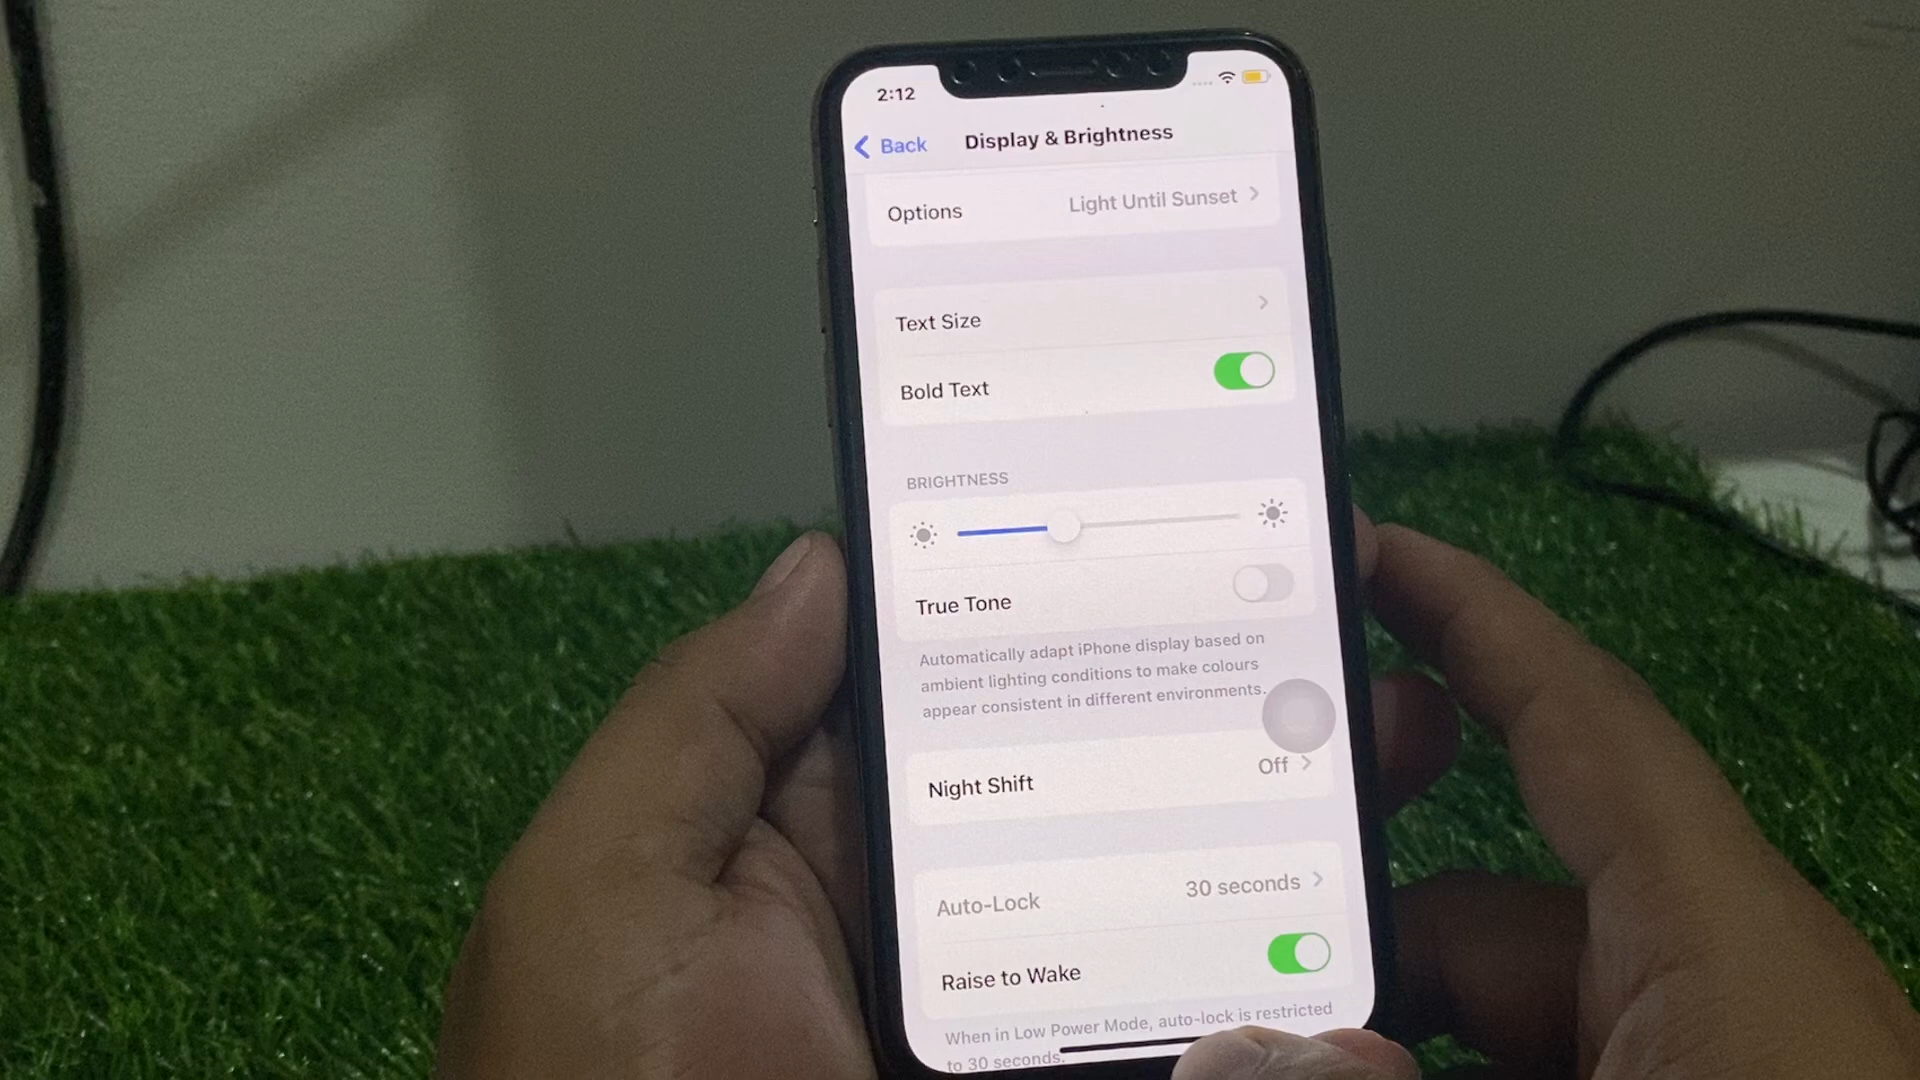 2:12
Back Display & Brightness
Options Light Until Sunset
Text Size
Bold Text
BRIGHTNESS
True Tone
Automatically adapt iPhone display based on
ambient lighting conditions to make colours
appear consistent in different environments.
Night Shift Off
Auto-Lock 30 seconds
Raise to Wake
When in Low Power Mode, auto-lock is restricted
to 30 seconds.